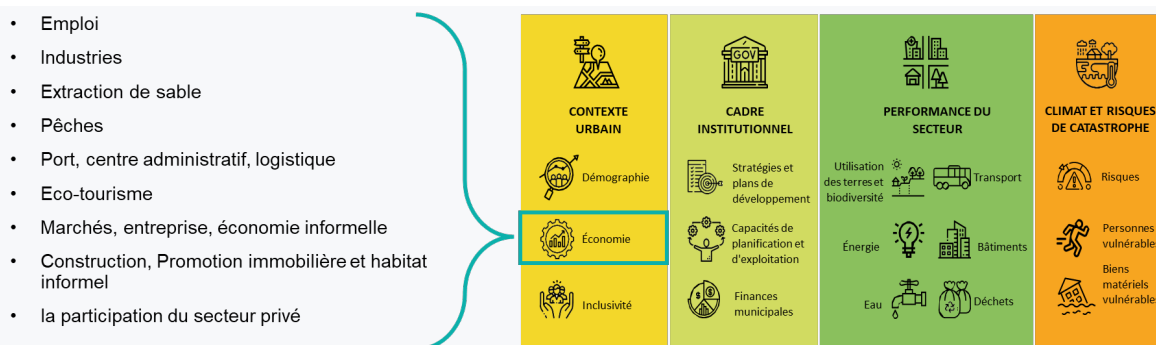 • Emploi
• Industries
• Extraction de sable
• Pêches
• Port, centre administratif, logistique
• Eco-tourisme
• Marchés, entreprise, économie informelle
• Construction, Promotion immobilière et habitat
informel
• la participation du secteur privé
CONTEXTE
URBAIN
Démographie
Économie
Inclusivité
GOV
CADRE
INSTITUTIONNEL
Stratégies et
plans de
développement
Capacités de
planification et
d'exploitation
Finances
municipales
PERFORMANCE DU
SECTEUR
Utilisation
des terres et
biodiversité
Transport
Énergie
Bâtiments
Eau
Déchets
CLIMAT ET RISQUES
DE CATASTROPHE
Risques
Personnes
vulnérables
Biens
matériels
vulnérables